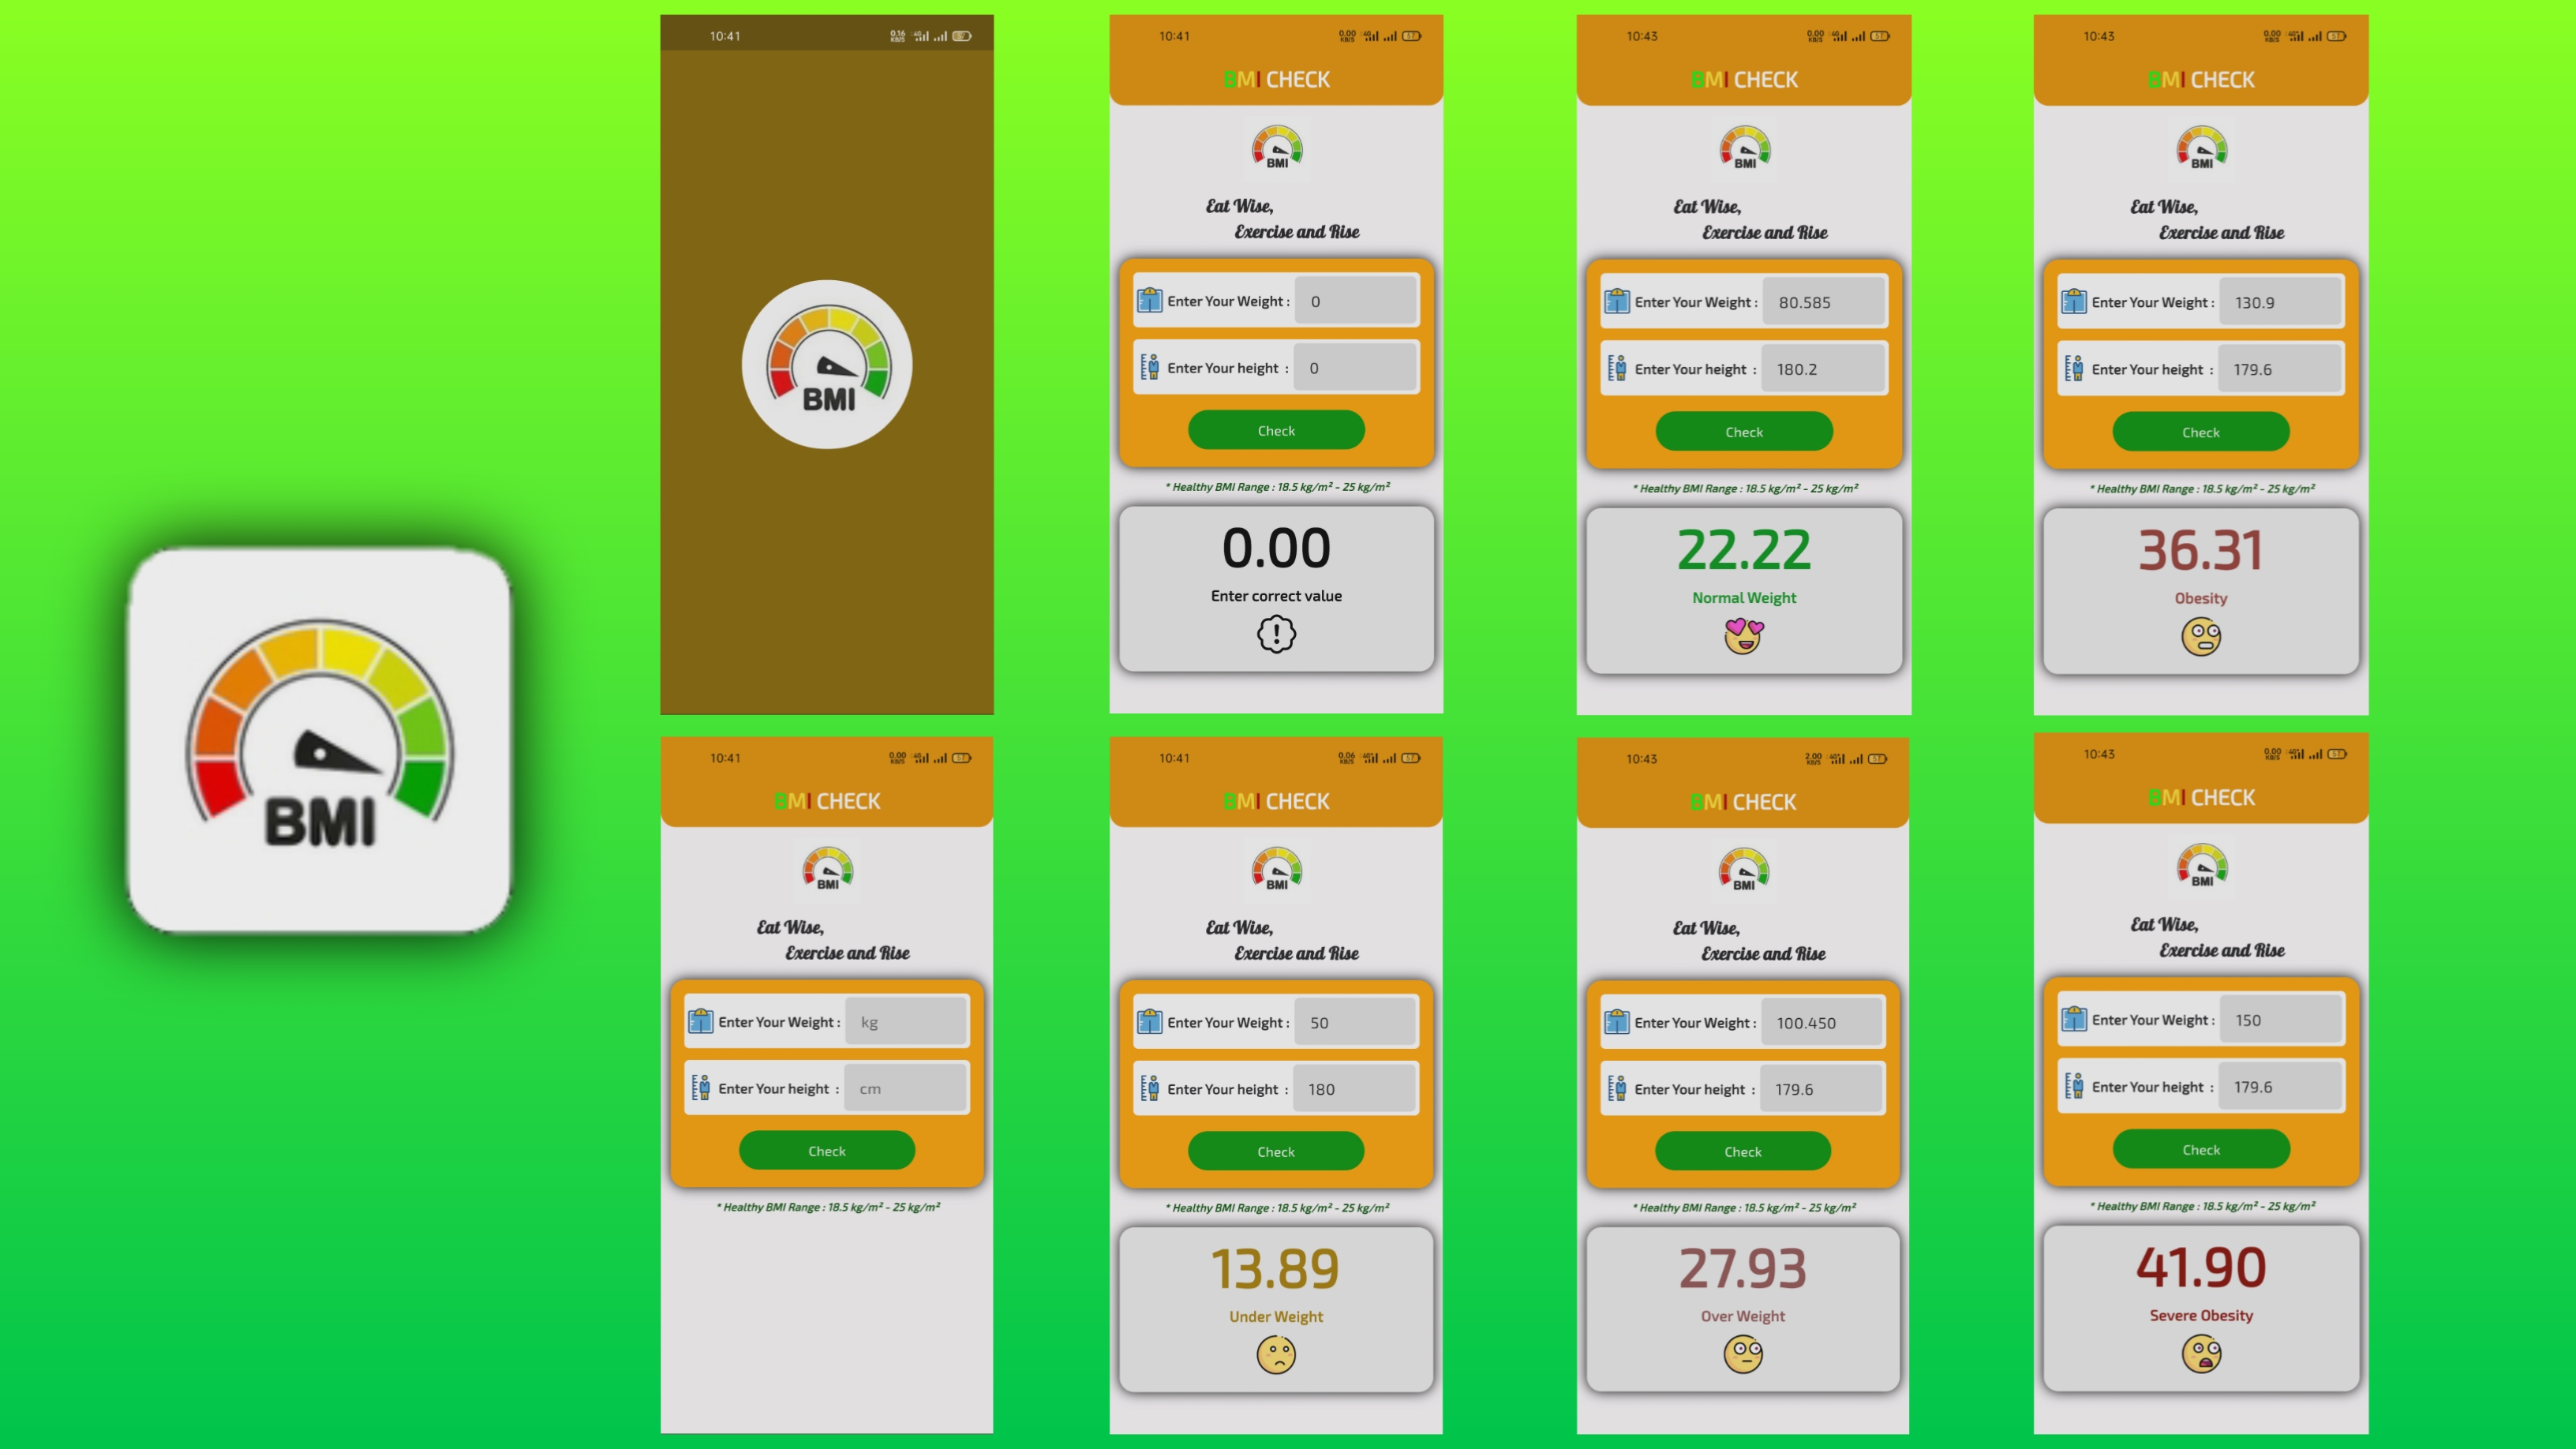 BMI
10:41
BMI
10:41
BMI CHECK
BMI
Eat Wise,
Exercise and Rise
Enter Your Weight : 0
Enter Your height : 0
Check
* Healthy BMI Range : 18.5 kg/m² - 25 kg/m²
0.00
Enter correct value
10:43
BMI CHECK
BMI
Eat Wise,
Exercise and Rise
Enter Your Weight : 80.585
Enter Your height : 180.2
Check
* Healthy BMI Range : 18.5 kg/m² - 25 kg/m²
22.22
Normal Weight
10:43
BMI CHECK
BMI
Eat Wise,
Exercise and Rise
Enter Your Weight : 130.9
Enter Your height : 179.6
Check
* Healthy BMI Range : 18.5 kg/m² - 25 kg/m²
36.31
Obesity
10:41
BMI CHECK
BMI
Eat Wise,
Exercise and Rise
Enter Your Weight : kg
Enter Your height : cm
Check
* Healthy BMI Range : 18.5 kg/m² - 25 kg/m²
10:41
BMI CHECK
BMI
Eat Wise,
Exercise and Rise
Enter Your Weight : 50
Enter Your height : 180
Check
* Healthy BMI Range : 18.5 kg/m² - 25 kg/m²
13.89
Under Weight
10:43
BMI CHECK
BMI
Eat Wise,
Exercise and Rise
Enter Your Weight : 100.450
Enter Your height : 179.6
Check
* Healthy BMI Range : 18.5 kg/m² - 25 kg/m²
27.93
Over Weight
10:43
BMI CHECK
BMI
Eat Wise,
Exercise and Rise
Enter Your Weight : 150
Enter Your height : 179.6
Check
* Healthy BMI Range : 18.5 kg/m² - 25 kg/m²
41.90
Severe Obesity